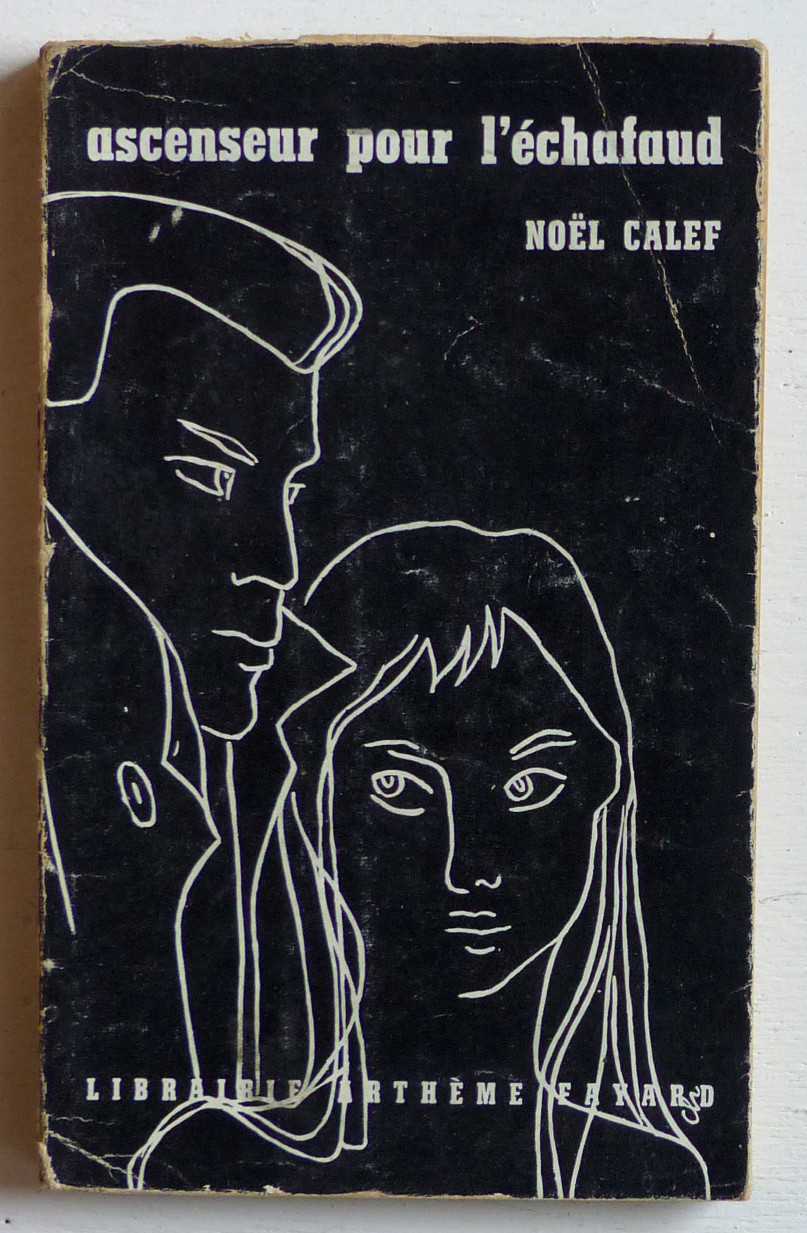 ascenseur pour l'échafaud
NOËL CALEF
LIBRAIRIE ARTHÈME FAYARD